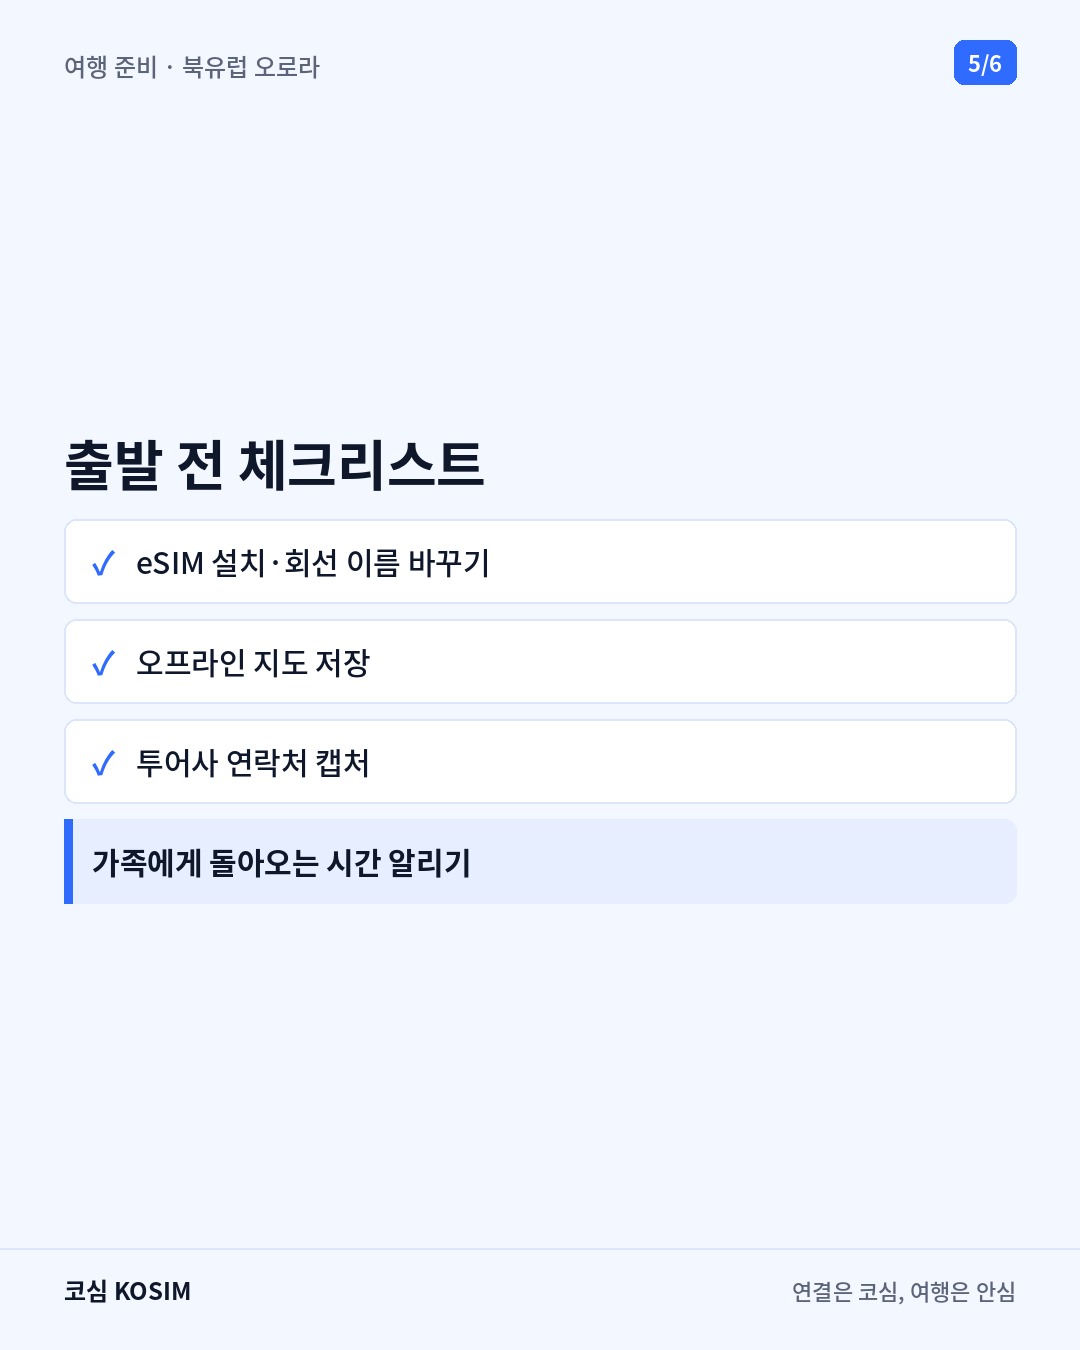 여행 준비 · 북유럽 오로라
5/6
출발 전 체크리스트
✓ eSIM 설치·회선 이름 바꾸기
✓ 오프라인 지도 저장
✓ 투어사 연락처 캡처
가족에게 돌아오는 시간 알리기
코심 KOSIM
연결은 코심, 여행은 안심